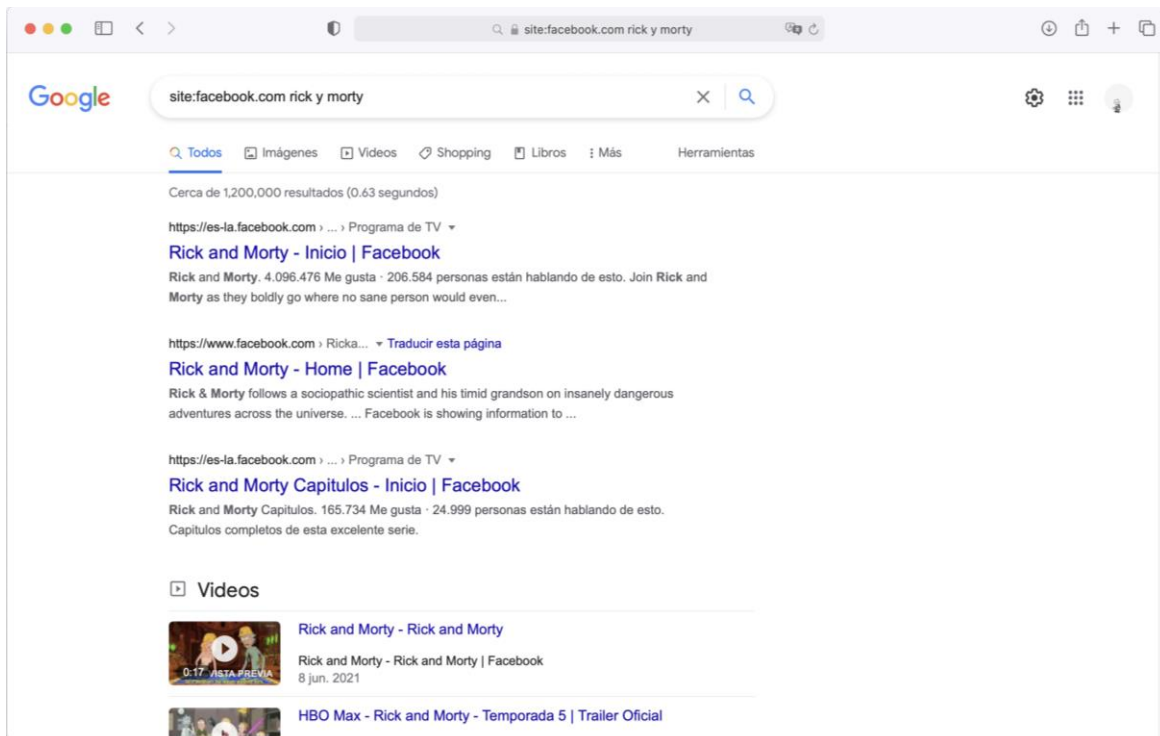 site:facebook.com rick y morty
Google
site:facebook.com rick y morty
Todos Imágenes Videos Shopping Libros Más Herramientas
Cerca de 1,200,000 resultados (0.63 segundos)
https://es-la.facebook.com › ... › Programa de TV
Rick and Morty - Inicio | Facebook
Rick and Morty. 4.096.476 Me gusta · 206.584 personas están hablando de esto. Join Rick and
Morty as they boldly go where no sane person would even...
https://www.facebook.com › Ricka... Traducir esta página
Rick and Morty - Home | Facebook
Rick & Morty follows a sociopathic scientist and his timid grandson on insanely dangerous
adventures across the universe. ... Facebook is showing information to ...
https://es-la.facebook.com › ... › Programa de TV
Rick and Morty Capitulos - Inicio | Facebook
Rick and Morty Capitulos. 165.734 Me gusta · 24.999 personas están hablando de esto.
Capitulos completos de esta excelente serie.
Videos
Rick and Morty - Rick and Morty
0:17 VISTA PREVIA
Rick and Morty - Rick and Morty | Facebook
8 jun. 2021
HBO Max - Rick and Morty - Temporada 5 | Trailer Oficial